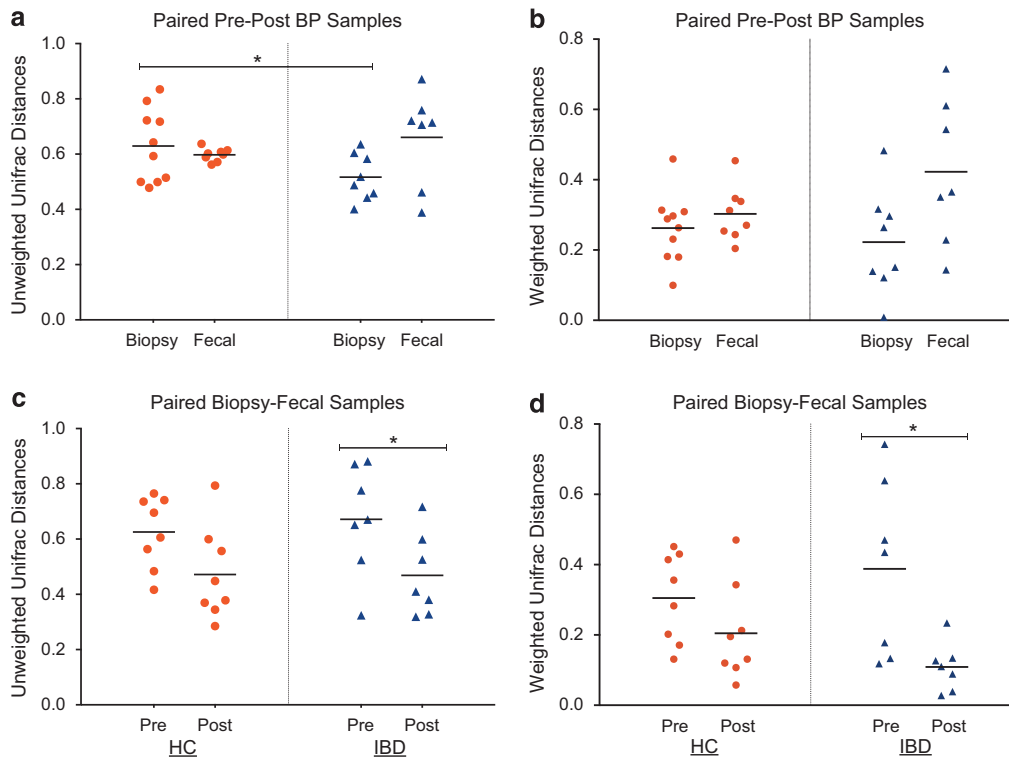 a
Paired Pre-Post BP Samples
Unweighted Unifrac Distances
1.0
0.8
0.6
0.4
0.2
0.0
*
Biopsy Fecal Biopsy Fecal
b
Paired Pre-Post BP Samples
Weighted Unifrac Distances
0.8
0.6
0.4
0.2
0.0
Biopsy Fecal Biopsy Fecal
c
Paired Biopsy-Fecal Samples
Unweighted Unifrac Distances
1.0
0.8
0.6
0.4
0.2
0.0
*
Pre Post Pre Post
HC IBD
d
Paired Biopsy-Fecal Samples
Weighted Unifrac Distances
0.8
0.6
0.4
0.2
0.0
*
Pre Post Pre Post
HC IBD